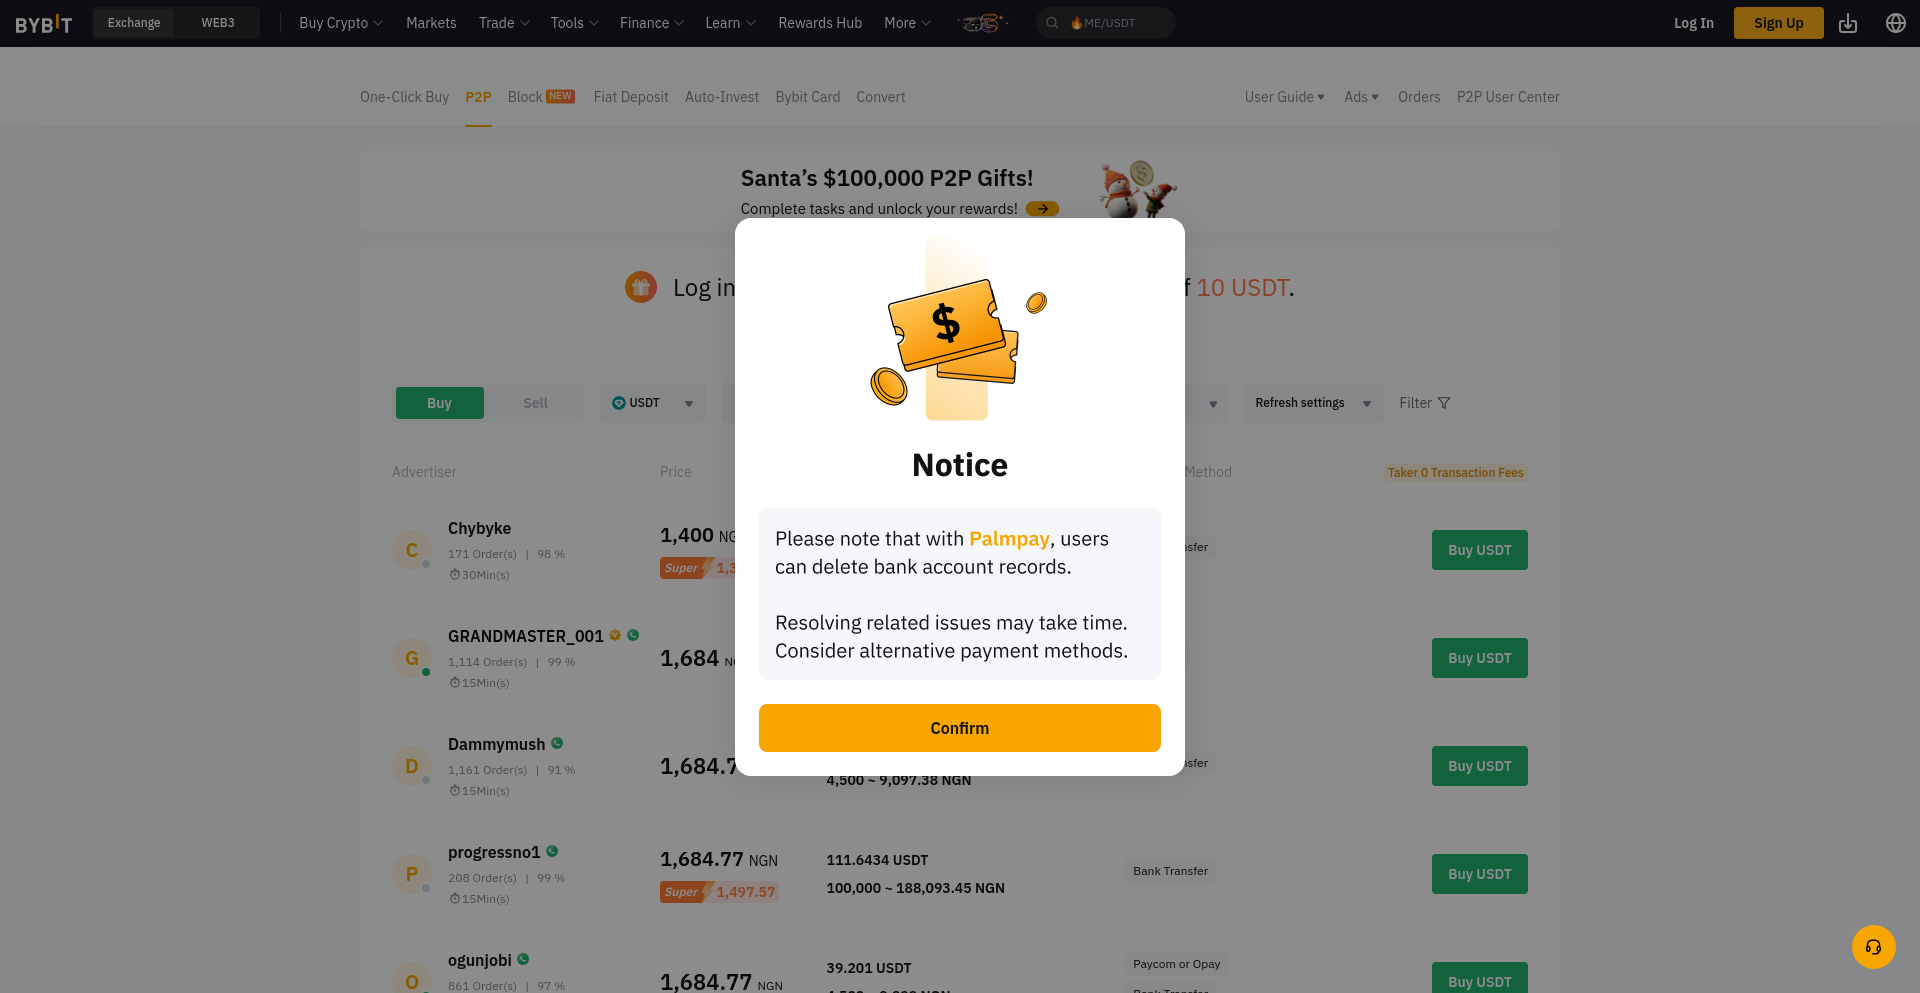 BYBIT Exchange WEB3 Buy Crypto Markets Trade Tools Finance Learn Rewards Hub More 🔥ME/USDT Log In Sign Up
One-Click Buy P2P Block NEW Fiat Deposit Auto-Invest Bybit Card Convert User Guide Ads Orders P2P User Center
Santa's $100,000 P2P Gifts!
Complete tasks and unlock your rewards!
Log in 10 USDT.
Buy Sell USDT Refresh settings Filter
Advertiser Price Method Taker 0 Transaction Fees
$
Notice
Please note that with Palmpay, users
can delete bank account records.
Resolving related issues may take time.
Consider alternative payment methods.
Confirm
C Chybyke
171 Order(s) | 98 %
30Min(s)
1,400
Super
Buy USDT
G GRANDMASTER_001
1,114 Order(s) | 99 %
15Min(s)
1,684
Buy USDT
D Dammymush
1,161 Order(s) | 91 %
15Min(s)
1,684.7
4,500 ~ 9,097.38 NGN
Buy USDT
P progressno1
208 Order(s) | 99 %
15Min(s)
1,684.77 NGN
Super 1,497.57
111.6434 USDT
100,000 ~ 188,093.45 NGN
Bank Transfer
Buy USDT
O ogunjobi
861 Order(s) | 97 %
1,684.77 NGN
39.201 USDT
Paycom or Opay
Bank Transfer
Buy USDT